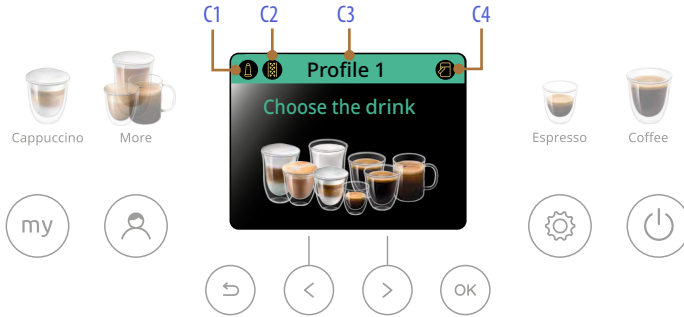 C1 C2 C3 C4
Profile 1
Choose the drink
Cappuccino More Espresso Coffee
my
OK